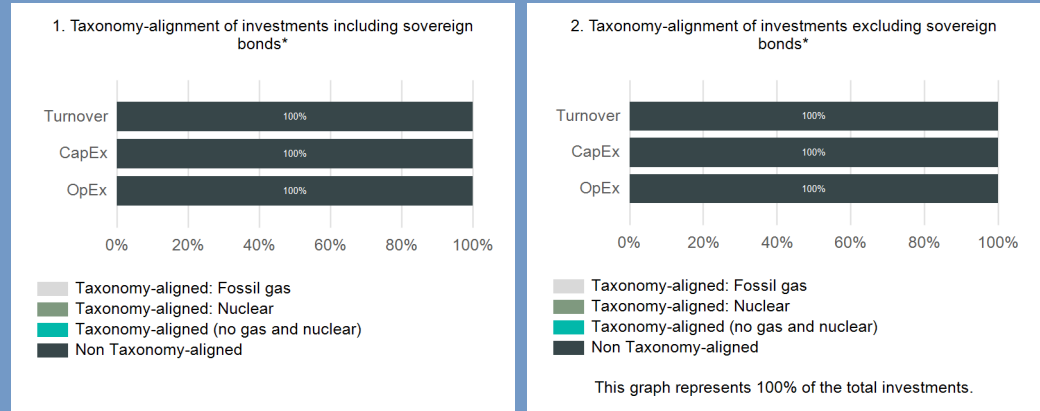 1. Taxonomy-alignment of investments including sovereign
bonds*
Turnover
100%
CapEx
100%
OpEx
100%
0% 20% 40% 60% 80% 100%
Taxonomy-aligned: Fossil gas
Taxonomy-aligned: Nuclear
Taxonomy-aligned (no gas and nuclear)
Non Taxonomy-aligned
2. Taxonomy-alignment of investments excluding sovereign
bonds*
Turnover
100%
CapEx
100%
OpEx
100%
0% 20% 40% 60% 80% 100%
Taxonomy-aligned: Fossil gas
Taxonomy-aligned: Nuclear
Taxonomy-aligned (no gas and nuclear)
Non Taxonomy-aligned
This graph represents 100% of the total investments.